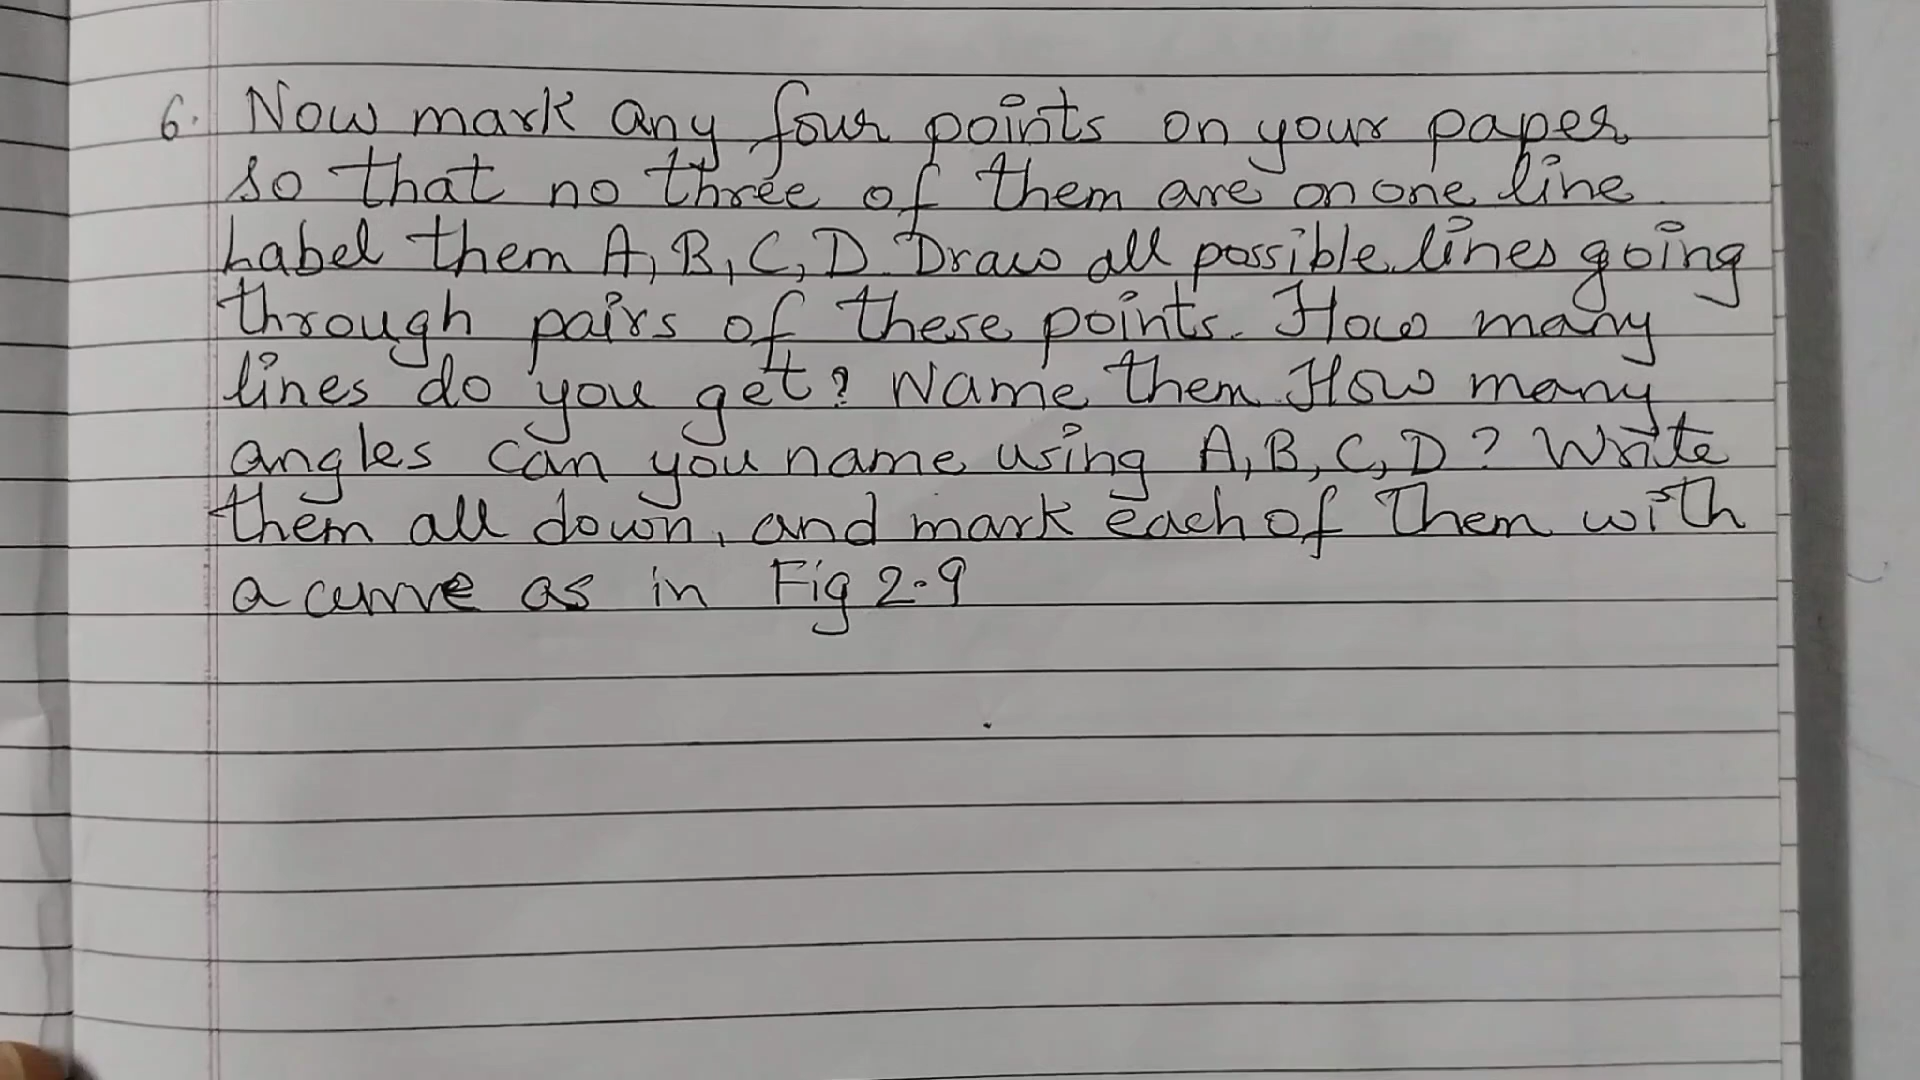 6. Now mark any four points on your paper
so that no three of them are on one line
Label them A, B, C, D. Draw all possible lines going
through pairs of these points. How many
lines do you get? Name them. How many
angles can you name using A, B, C, D? Write
them all down, and mark each of them with
a curve as in Fig 2.9